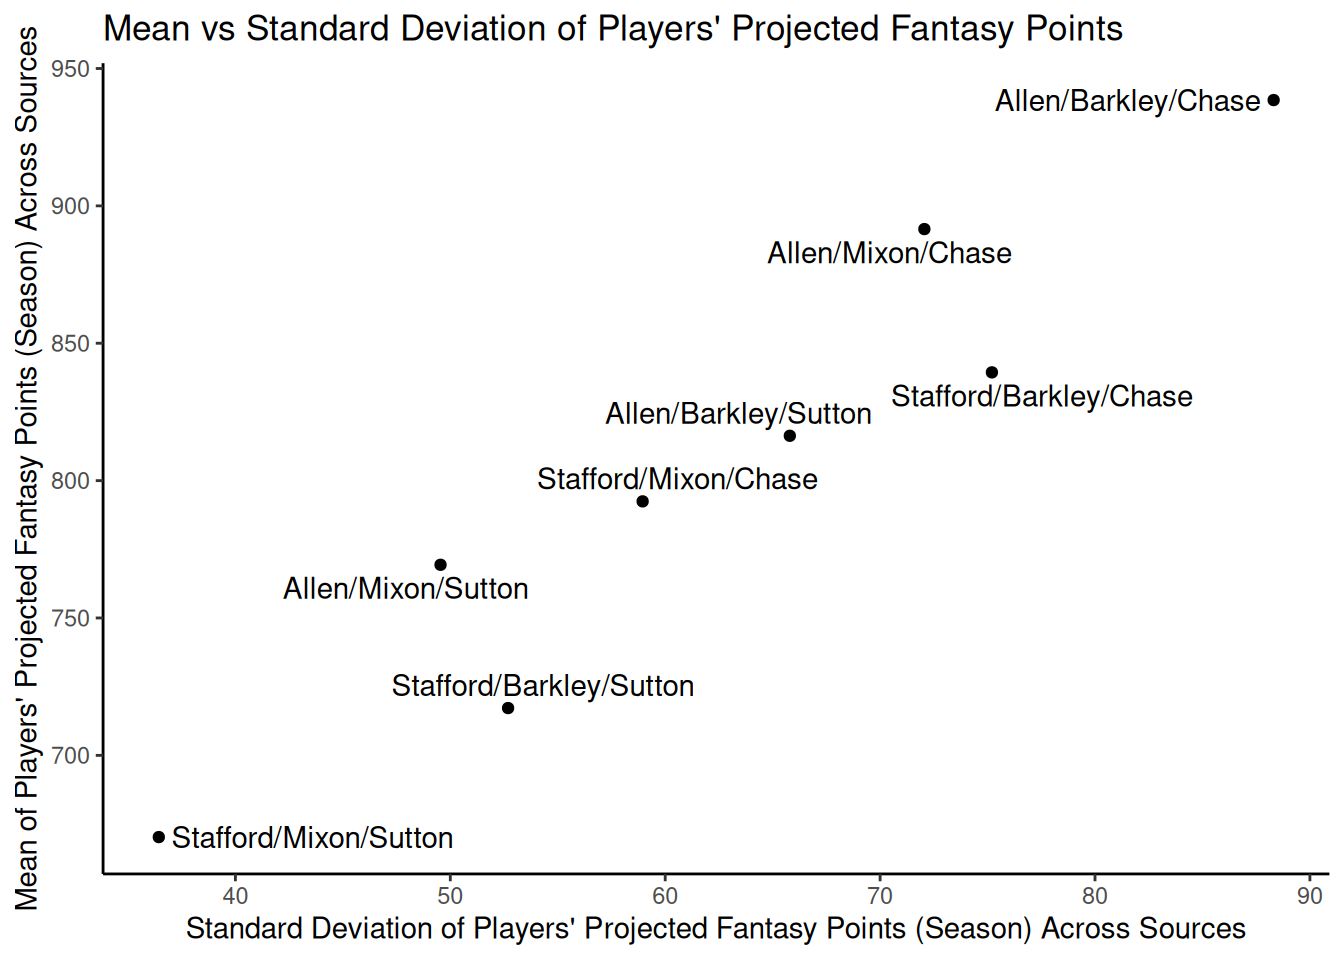 Mean vs Standard Deviation of Players' Projected Fantasy Points
Mean of Players' Projected Fantasy Points (Season) Across Sources
950
900
850
800
750
700
Allen/Barkley/Chase
Allen/Mixon/Chase
Stafford/Barkley/Chase
Allen/Barkley/Sutton
Stafford/Mixon/Chase
Allen/Mixon/Sutton
Stafford/Barkley/Sutton
Stafford/Mixon/Sutton
40 50 60 70 80 90
Standard Deviation of Players' Projected Fantasy Points (Season) Across Sources